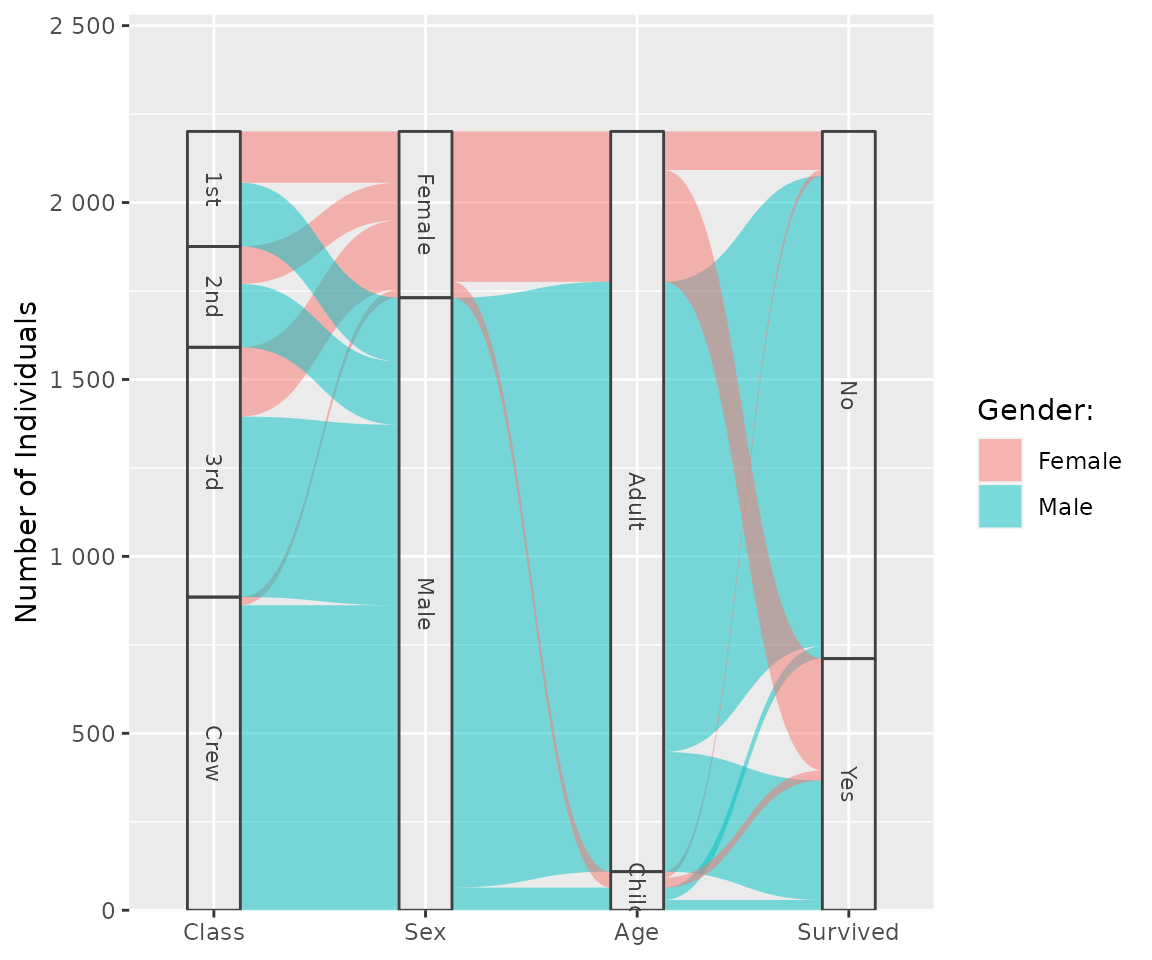 2 500
2 000
1 500
1 000
500
0
Number of Individuals
1st
2nd
3rd
Crew
Female
Male
Adult
Child
No
Yes
Class
Sex
Age
Survived
Gender:
Female
Male